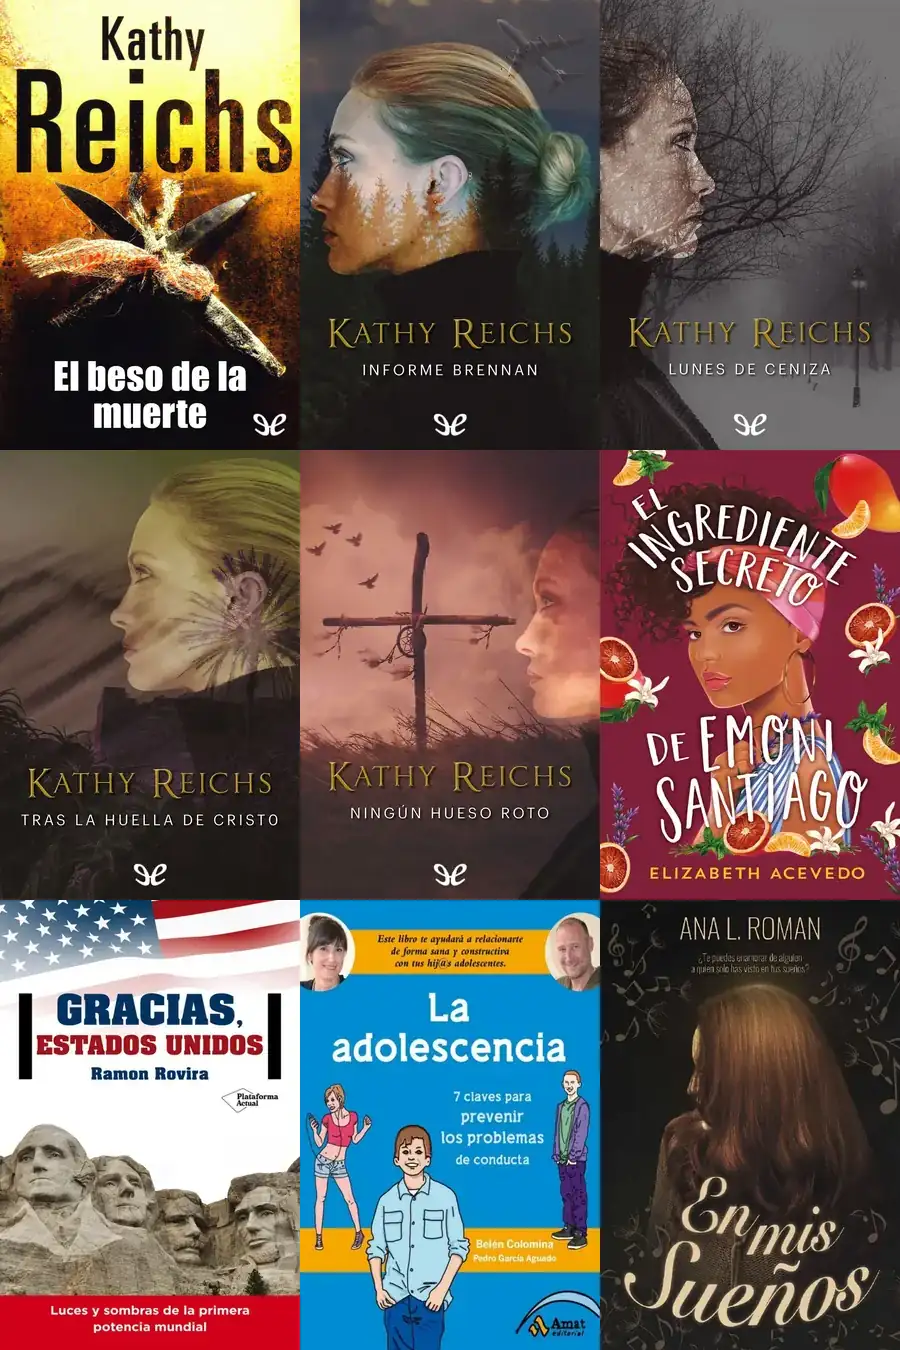 Kathy
Reichs
El beso de la
muerte
KATHY REICHS
INFORME BRENNAN
KATHY REICHS
LUNES DE CENIZA
KATHY REICHS
TRAS LA HUELLA DE CRISTO
KATHY REICHS
NINGÚN HUESO ROTO
EL
INGREDIENTE
SECRETO
DE EMONI
SANTIAGO
ELIZABETH ACEVEDO
GRACIAS,
ESTADOS UNIDOS
Ramon Rovira
Plataforma
Actual
Luces y sombras de la primera
potencia mundial
Este libro te ayudará a relacionarte
de forma sana y constructiva
con tus hij@s adolescentes.
La
adolescencia
7 claves para
prevenir
los problemas
de conducta
Belén Colomina
Pedro García Aguado
Amat
editorial
ANA L. ROMAN
¿Te puedes enamorar de alguien
a quien solo has visto en tus sueños?
En mis
Sueños